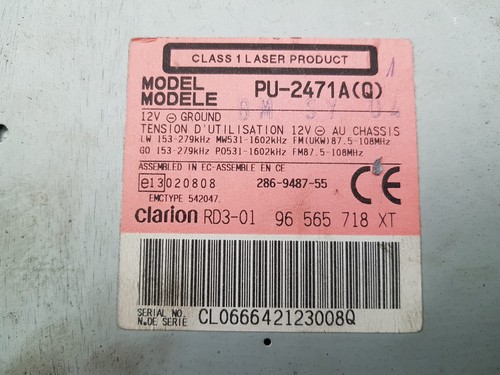 CLASS 1 LASER PRODUCT
1
MODEL PU-2471A(Q)
MODELE
12V ⊖ GROUND
TENSION D'UTILISATION 12V ⊖ AU CHASSIS
LW 153-279kHz MW531-1602kHz FM(UKW)87.5-108MHz
GO 153-279kHz PO531-1602kHz FM87.5-108MHz
ASSEMBLED IN EC-ASSEMBLE EN CE
e13 020808 286-9487-55 CE
EMCTYPE 542047.
clarion RD3-01 96 565 718 XT
SERIAL NO.
N.DE SERIE CL066642123008Q